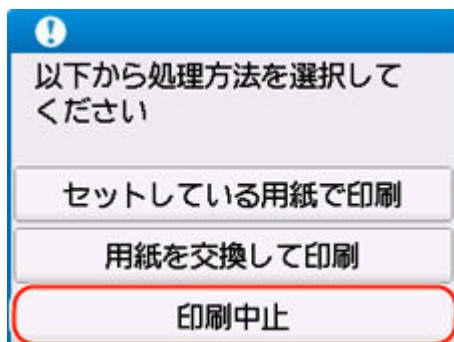 以下から処理方法を選択して
ください
セットしている用紙で印刷
用紙を交換して印刷
印刷中止